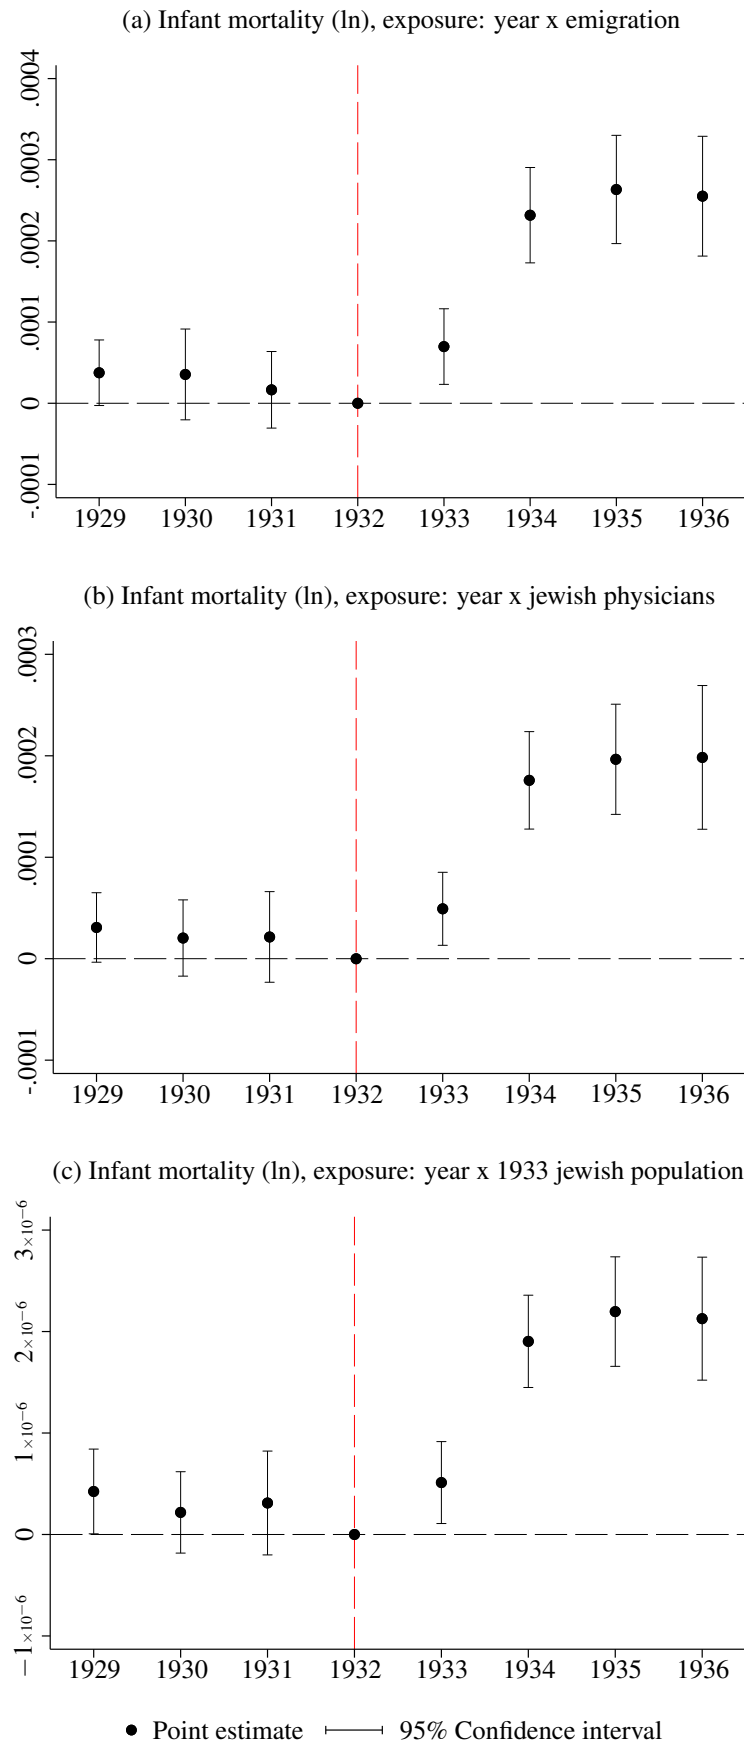 (a) Infant mortality (ln), exposure: year x emigration
.0004
.0003
.0002
.0001
0
-.0001
1929 1930 1931 1932 1933 1934 1935 1936
(b) Infant mortality (ln), exposure: year x jewish physicians
.0003
.0002
.0001
0
-.0001
1929 1930 1931 1932 1933 1934 1935 1936
(c) Infant mortality (ln), exposure: year x 1933 jewish population
3×10⁻⁶
2×10⁻⁶
1×10⁻⁶
0
−1×10⁻⁶
1929 1930 1931 1932 1933 1934 1935 1936
Point estimate 95% Confidence interval